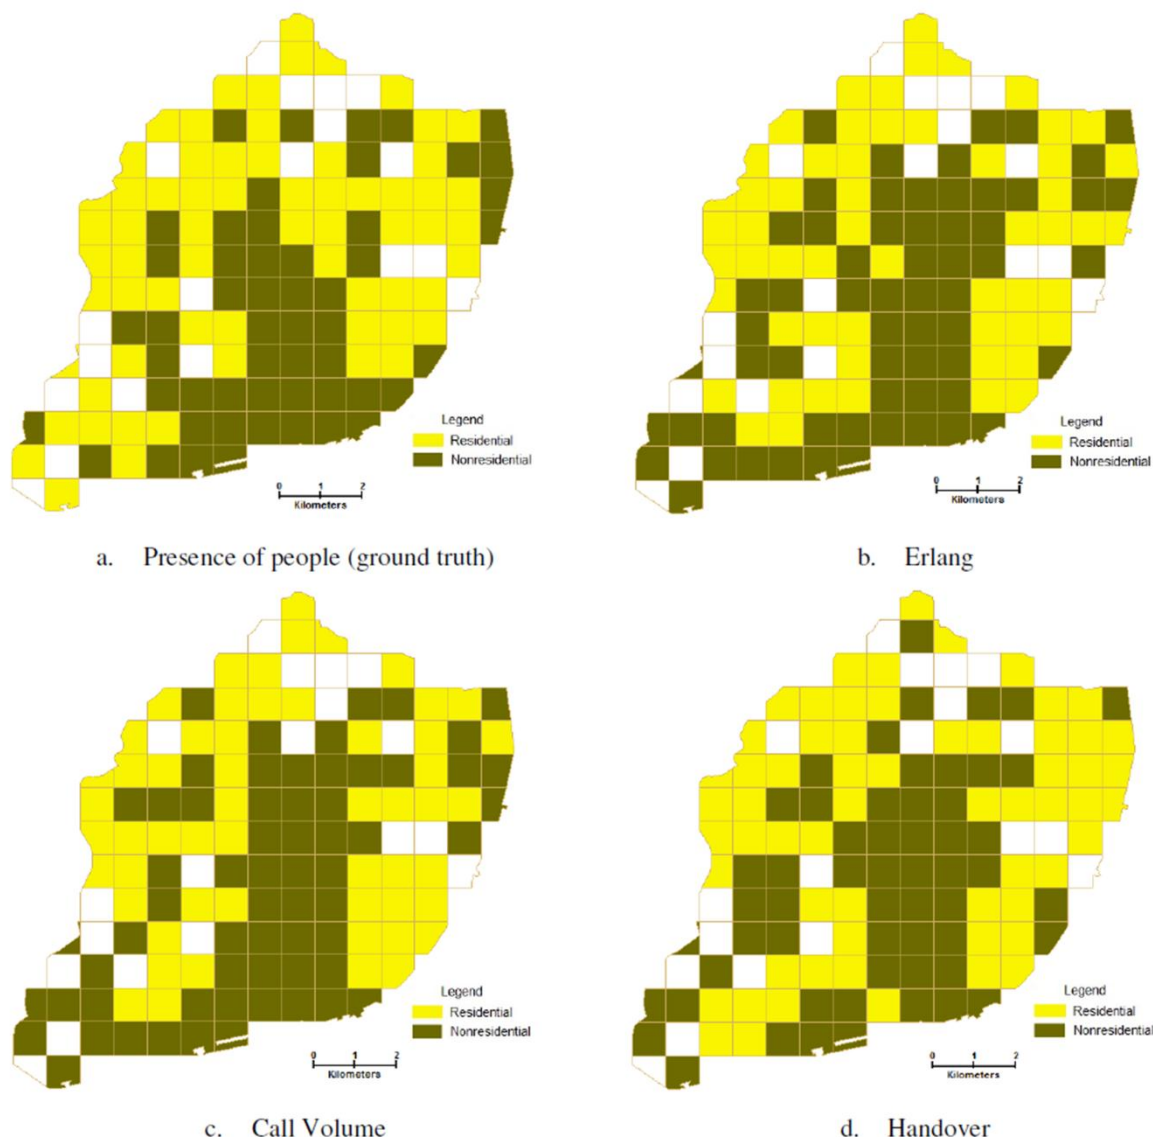 Legend
Residential
Nonresidential
0 1 2
Kilometers
a. Presence of people (ground truth)
Legend
Residential
Nonresidential
0 1 2
Kilometers
b. Erlang
Legend
Residential
Nonresidential
0 1 2
Kilometers
c. Call Volume
Legend
Residential
Nonresidential
0 1 2
Kilometers
d. Handover